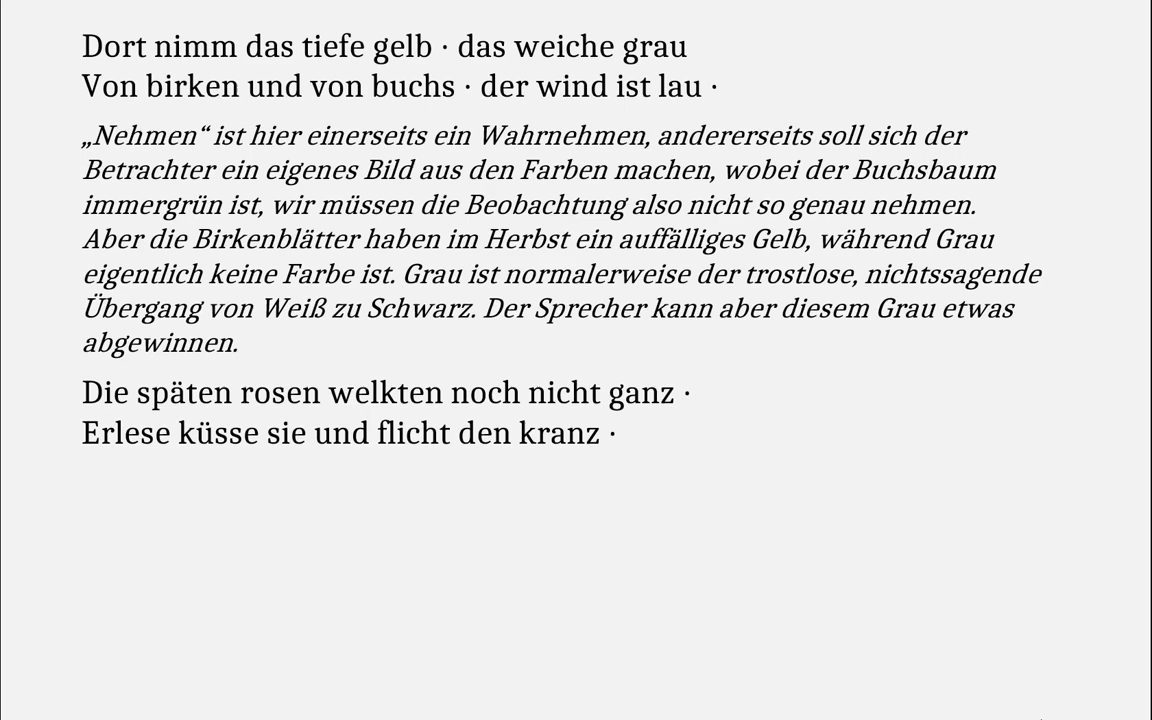 Dort nimm das tiefe gelb · das weiche grau
Von birken und von buchs · der wind ist lau ·
„Nehmen“ ist hier einerseits ein Wahrnehmen, andererseits soll sich der
Betrachter ein eigenes Bild aus den Farben machen, wobei der Buchsbaum
immergrün ist, wir müssen die Beobachtung also nicht so genau nehmen.
Aber die Birkenblätter haben im Herbst ein auffälliges Gelb, während Grau
eigentlich keine Farbe ist. Grau ist normalerweise der trostlose, nichtssagende
Übergang von Weiß zu Schwarz. Der Sprecher kann aber diesem Grau etwas
abgewinnen.
Die späten rosen welkten noch nicht ganz ·
Erlese küsse sie und flicht den kranz ·